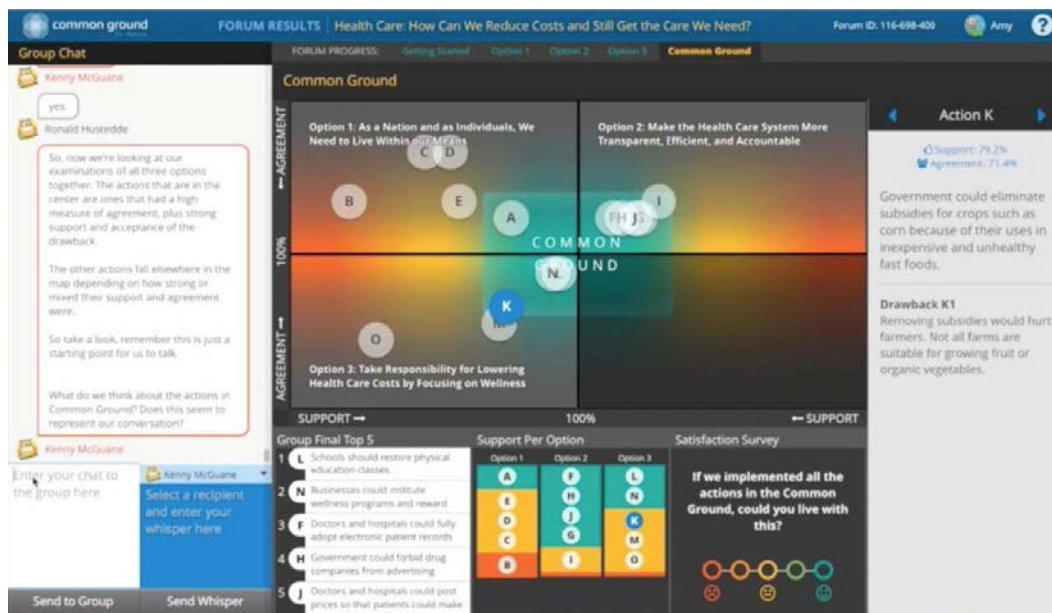 common ground
FORUM RESULTS
Health Care: How Can We Reduce Costs and Still Get the Care We Need?
Forum ID: 116-698-400
Amy
?
Group Chat
FORUM PROGRESS:
Getting Started
Option 1
Option 2
Option 3
Common Ground
Kenny McGuane
yes.
Ronald Hustedde
So, now we're looking at our
examinations of all three options
together. The actions that are in the
center are ones that had a high
measure of agreement, plus strong
support and acceptance of the
drawback.
The other actions fall elsewhere in the
map depending on how strong or
mixed their support and agreement
were.
So take a look, remember this is just a
starting point for us to talk.
What do we think about the actions in
Common Ground? Does this seem to
represent our conversation?
Kenny McGuane
Enter your chat to
the group here
Kenny McGuane
Select a recipient
and enter your
whisper here
Send to Group
Send Whisper
Common Ground
AGREEMENT
100%
AGREEMENT
Option 1: As a Nation and as Individuals, We
Need to Live Within our Means
Option 2: Make the Health Care System More
Transparent, Efficient, and Accountable
C
D
B
E
A
F
H
J
I
COMMON
GROUND
N
K
M
O
Option 3: Take Responsibility for Lowering
Health Care Costs by Focusing on Wellness
SUPPORT
100%
SUPPORT
Action K
Support: 79.2%
Agreement: 71.4%
Government could eliminate
subsidies for crops such as
corn because of their uses in
inexpensive and unhealthy
fast foods.
Drawback K1
Removing subsidies would hurt
farmers. Not all farms are
suitable for growing fruit or
organic vegetables.
Group Final Top 5
1 L Schools should restore physical
education classes.
2 N Businesses could institute
wellness programs and reward
3 F Doctors and hospitals could fully
adopt electronic patient records
4 H Government could forbid drug
companies from advertising
5 J Doctors and hospitals could post
prices so that patients could make
Support Per Option
Option 1
Option 2
Option 3
A F L
E H N
D J K
C G M
B I O
Satisfaction Survey
If we implemented all the
actions in the Common
Ground, could you live with
this?